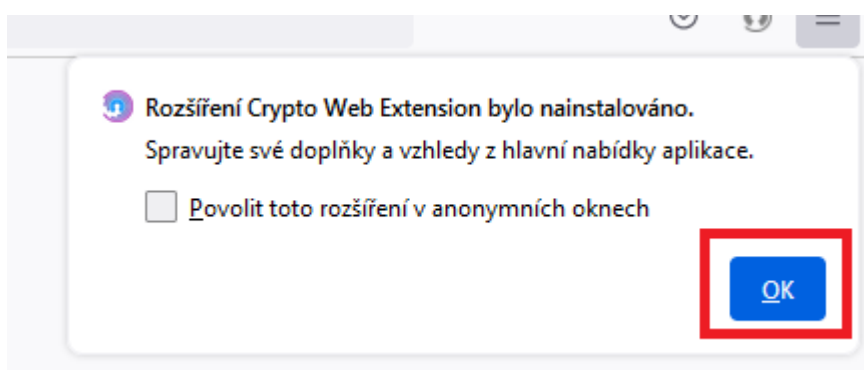 Rozšíření Crypto Web Extension bylo nainstalováno.
Spravujte své doplňky a vzhledy z hlavní nabídky aplikace.
Povolit toto rozšíření v anonymních oknech
OK